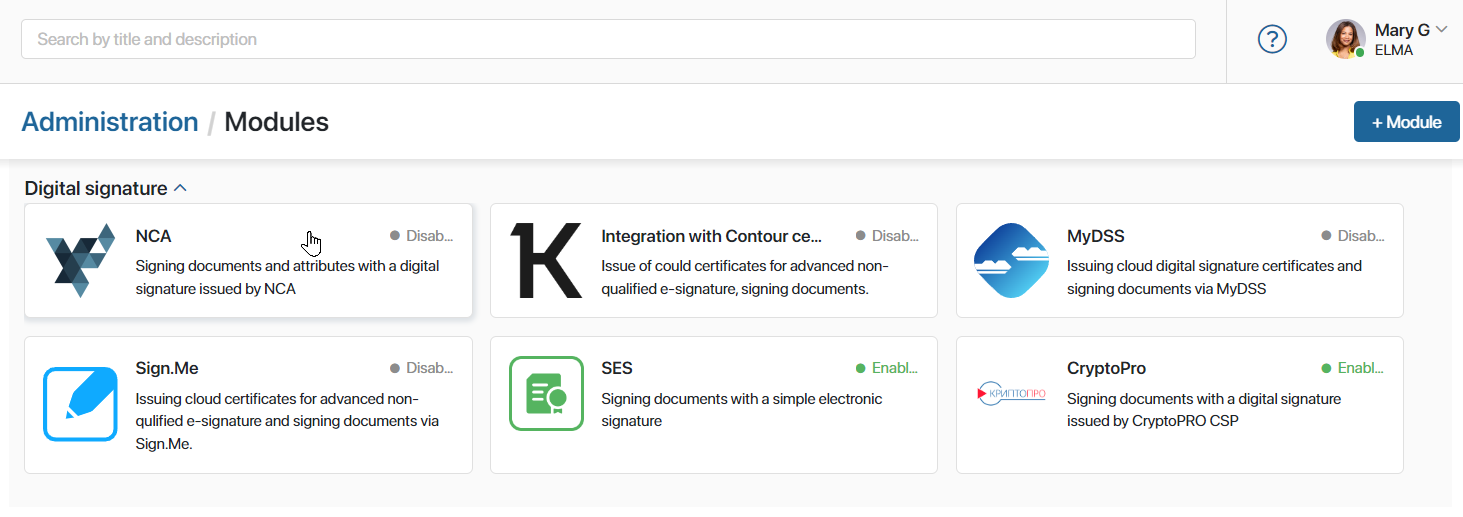 Search by title and description
?
Mary G
ELMA
Administration / Modules
+ Module
Digital signature
NCA
Disab...
Signing documents and attributes with a digital
signature issued by NCA
Integration with Contour ce...
Disab...
Issue of could certificates for advanced non-
qualified e-signature, signing documents.
MyDSS
Disab...
Issuing cloud digital signature certificates and
signing documents via MyDSS
Sign.Me
Disab...
Issuing cloud certificates for advanced non-
qulified e-signature and signing documents via
Sign.Me.
SES
Enabl...
Signing documents with a simple electronic
signature
КРИПТОПРО
CryptoPro
Enabl...
Signing documents with a digital signature
issued by CryptoPRO CSP